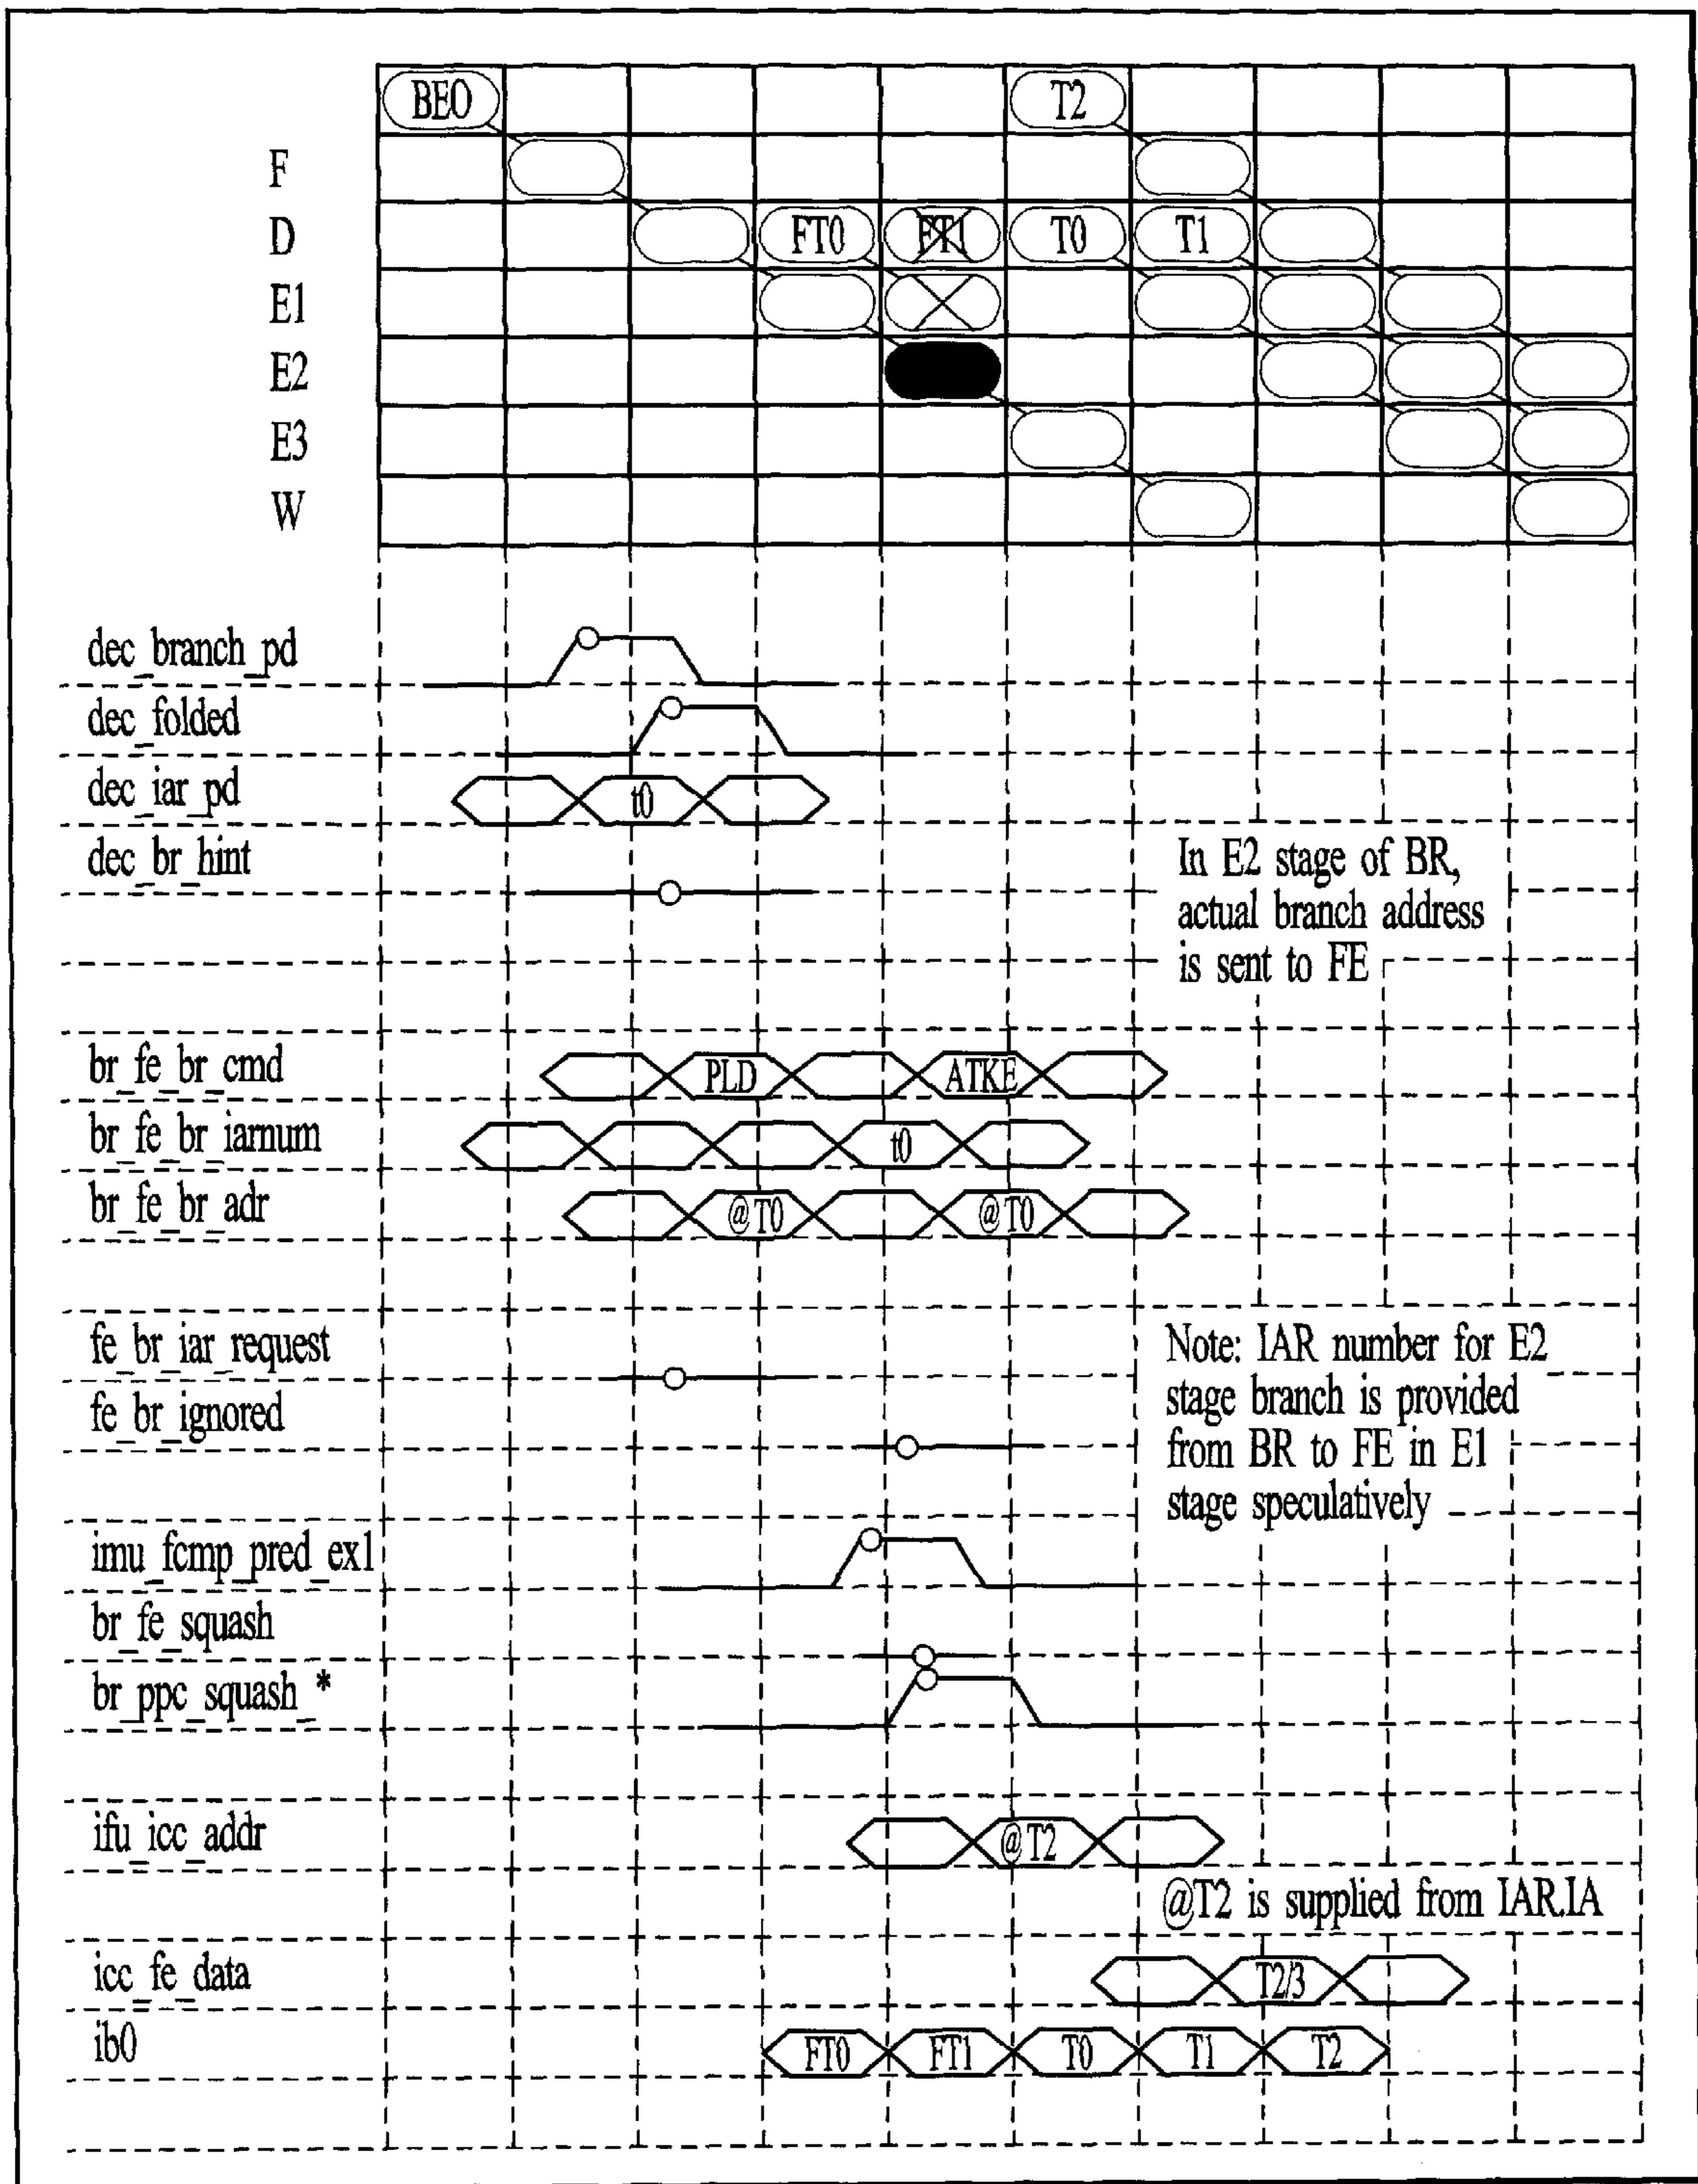 BEO T2
F
D FT0 FT1 T0 T1
E1
E2
E3
W
dec_branch_pd
dec_folded
dec_iar_pd t0
dec_br_hint
In E2 stage of BR,
actual branch address
is sent to FE
br_fe_br_cmd PLD ATKE
br_fe_br_iarnum t0
br_fe_br_adr @T0 @T0
fe_br_iar_request
fe_br_ignored
Note: IAR number for E2
stage branch is provided
from BR to FE in E1
stage speculatively
imu_fcmp_pred_ex1
br_fe_squash
br_ppc_squash_*
ifu_icc_addr @T2
@T2 is supplied from IAR.IA
icc_fe_data T2/3
ib0 FT0 FT1 T0 T1 T2